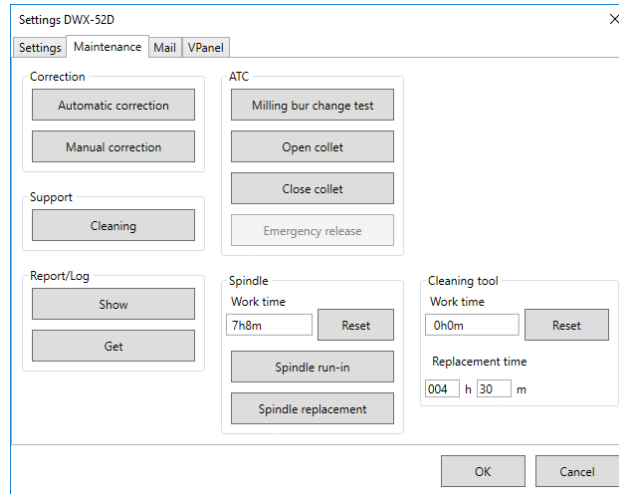 Settings DWX-52D
Settings Maintenance Mail VPanel
Correction
Automatic correction
Manual correction
Support
Cleaning
Report/Log
Show
Get
ATC
Milling bur change test
Open collet
Close collet
Emergency release
Spindle
Work time
7h8m Reset
Spindle run-in
Spindle replacement
Cleaning tool
Work time
0h0m Reset
Replacement time
004 h 30 m
OK Cancel